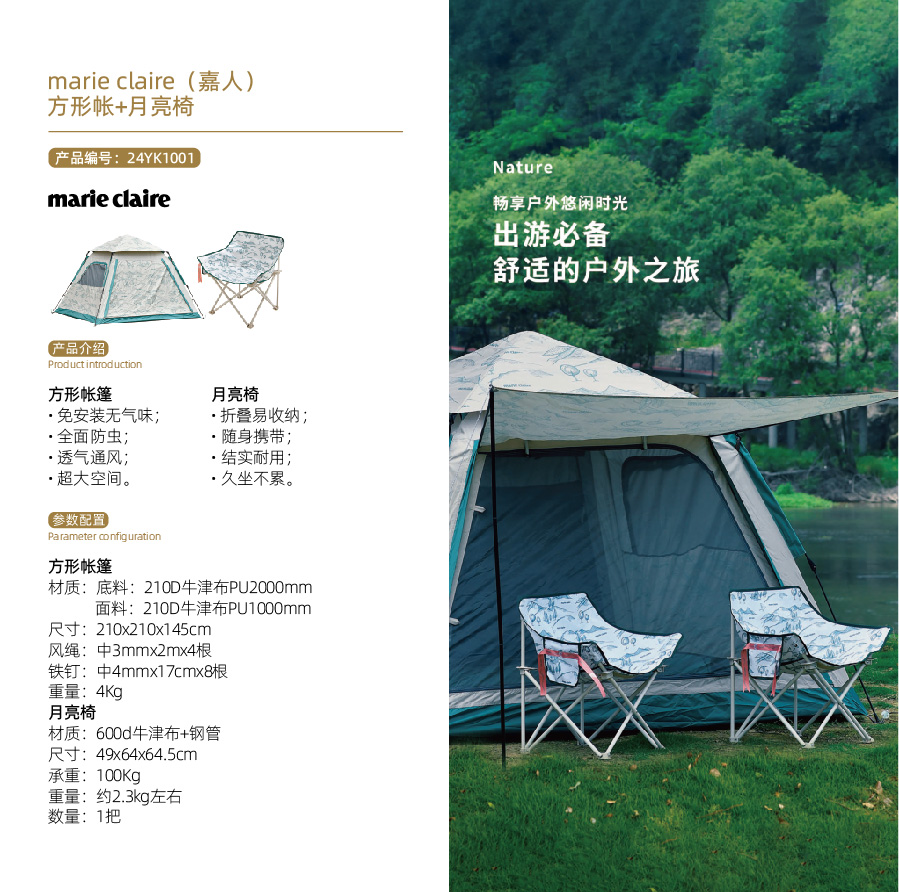 marie claire（嘉人）
方形帐+月亮椅
产品编号：24YK1001
marie claire
产品介绍
Product introduction
方形帐篷
• 免安装无气味；
• 全面防虫；
• 透气通风；
• 超大空间。
月亮椅
• 折叠易收纳；
• 随身携带；
• 结实耐用；
• 久坐不累。
参数配置
Parameter configuration
方形帐篷
材质：底料：210D牛津布PU2000mm
面料：210D牛津布PU1000mm
尺寸：210x210x145cm
风绳：中3mmx2mx4根
铁钉：中4mmx17cmx8根
重量：4Kg
月亮椅
材质：600d牛津布+钢管
尺寸：49x64x64.5cm
承重：100Kg
重量：约2.3kg左右
数量：1把
Nature
畅享户外悠闲时光
出游必备
舒适的户外之旅